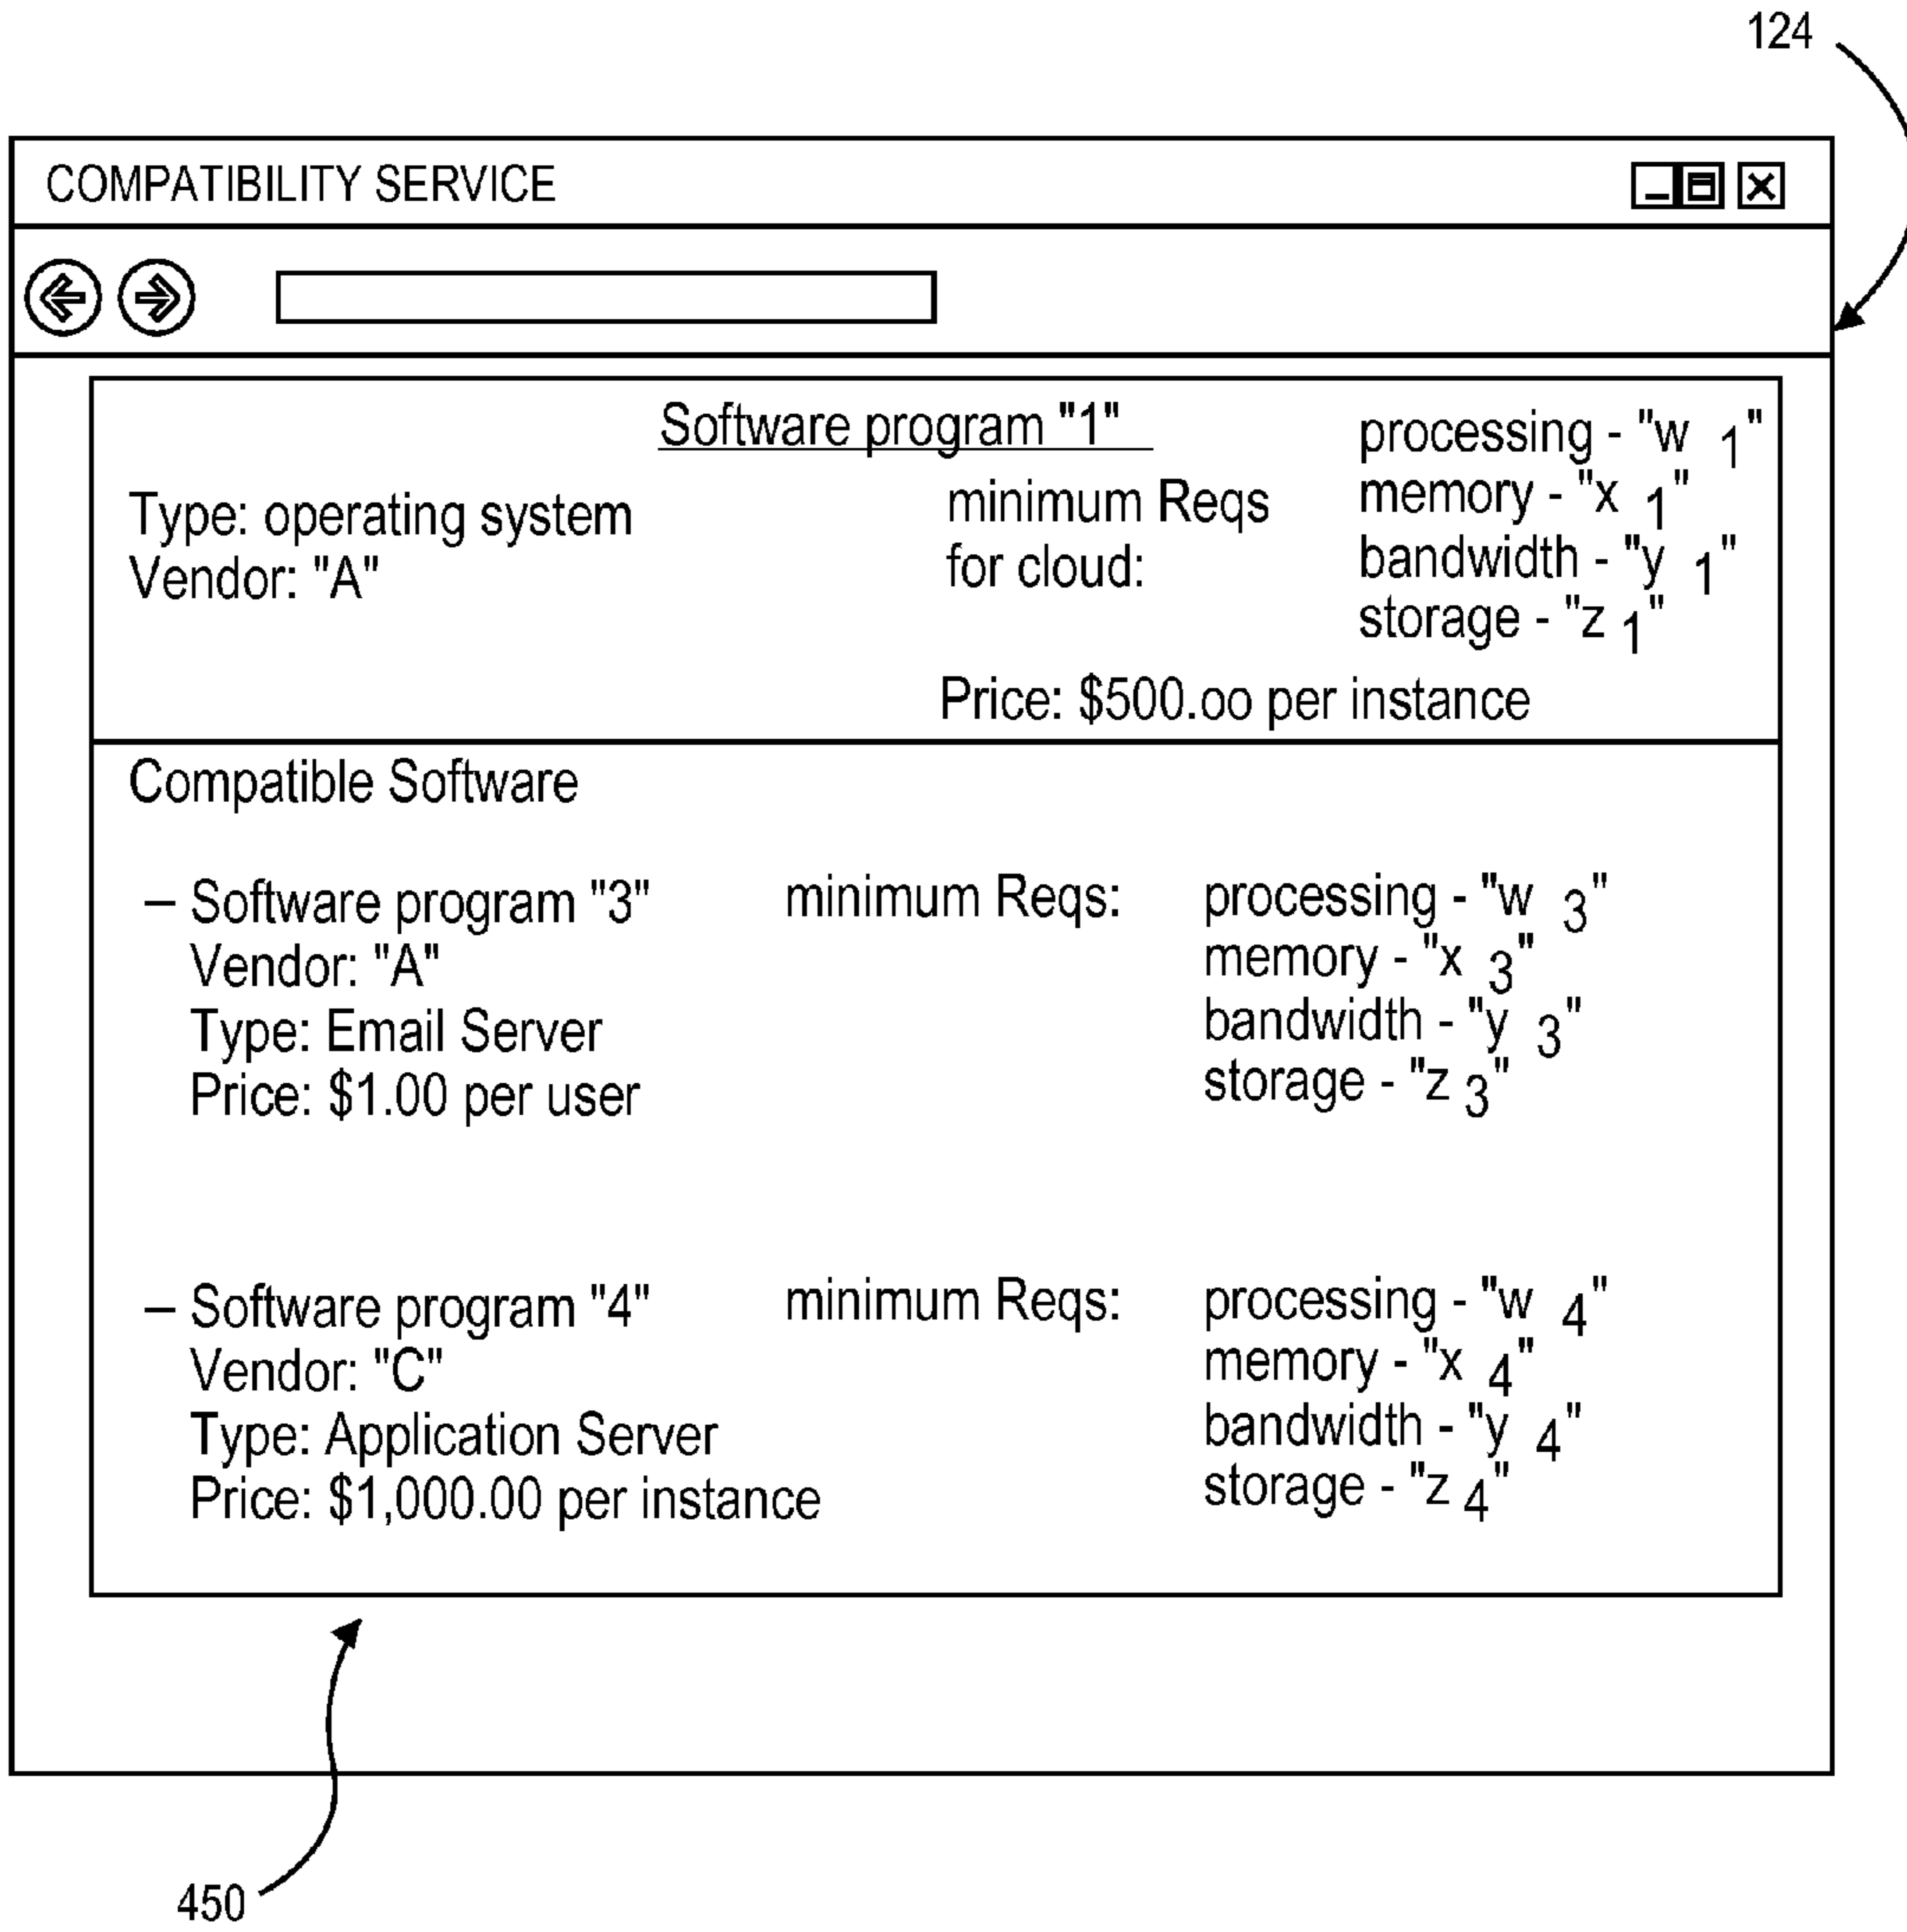 124
COMPATIBILITY SERVICE
Software program "1"
Type: operating system
Vendor: "A"
minimum Reqs
for cloud:
processing - "w 1"
memory - "x 1"
bandwidth - "y 1"
storage - "z 1"
Price: $500.oo per instance
Compatible Software
– Software program "3"
Vendor: "A"
Type: Email Server
Price: $1.00 per user
minimum Reqs:
processing - "w 3"
memory - "x 3"
bandwidth - "y 3"
storage - "z 3"
– Software program "4"
Vendor: "C"
Type: Application Server
Price: $1,000.00 per instance
minimum Reqs:
processing - "w 4"
memory - "x 4"
bandwidth - "y 4"
storage - "z 4"
450